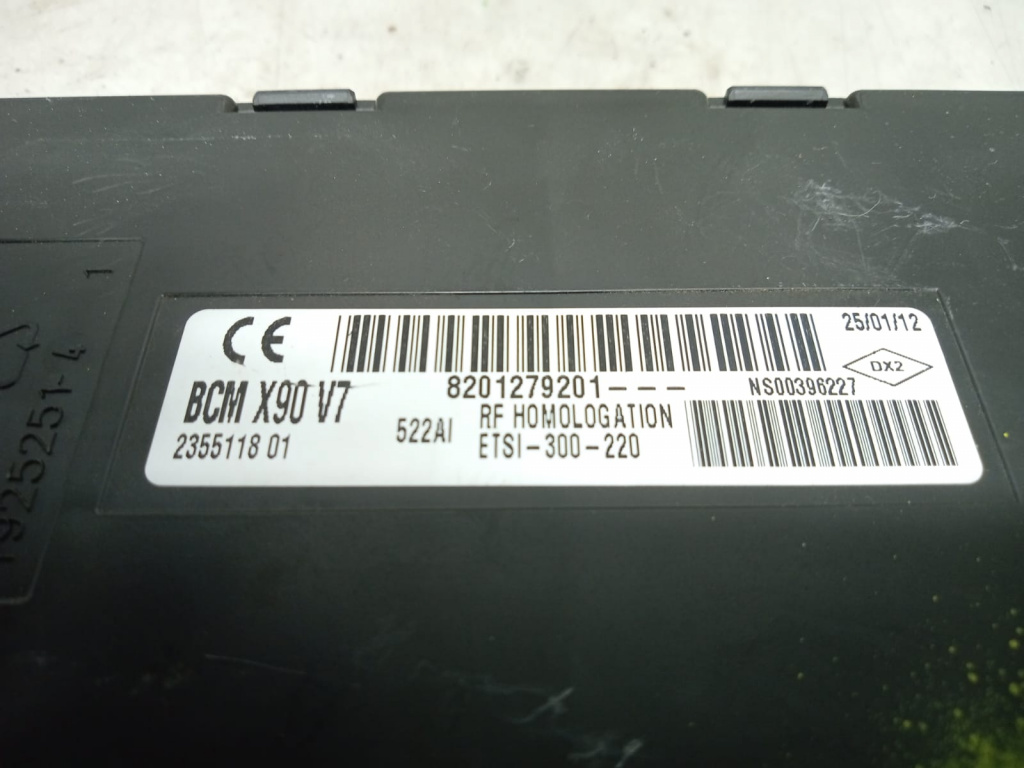 CE
25/01/12
DX2
BCM X90 V7
8201279201---
NS00396227
2355118 01
522AI
RF HOMOLOGATION
ETSI-300-220
1
1925251-4